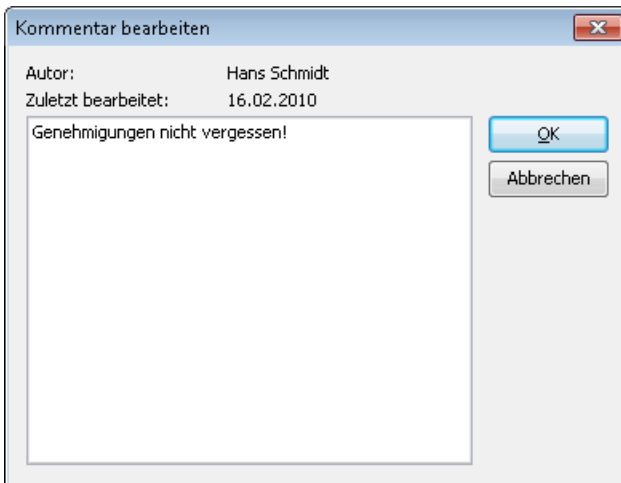 Kommentar bearbeiten
Autor: Hans Schmidt
Zuletzt bearbeitet: 16.02.2010
Genehmigungen nicht vergessen!
OK
Abbrechen